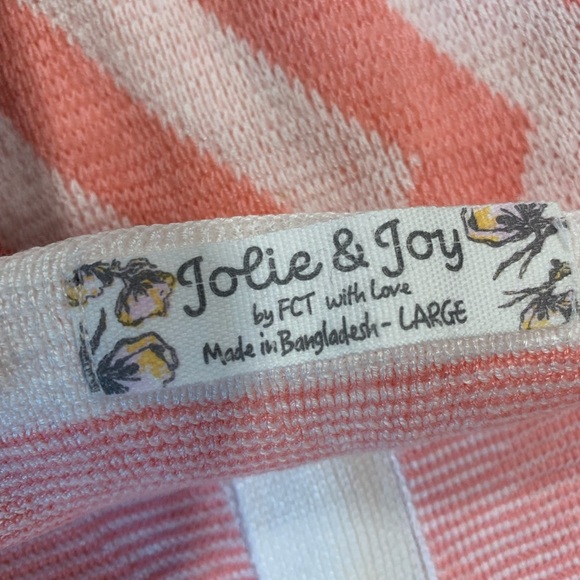 Jolie & Joy
by FCT with Love
Made in Bangladesh - LARGE